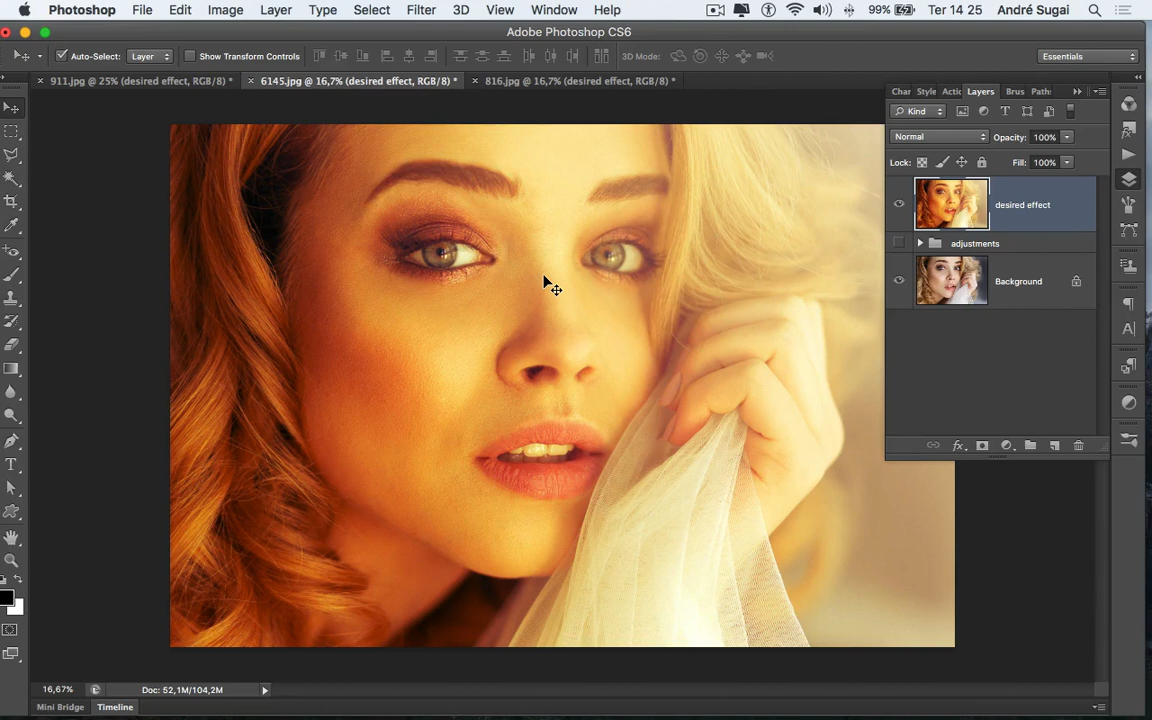 Photoshop File Edit Image Layer Type Select Filter 3D View Window Help 99% Ter 14 25 André Sugai
Adobe Photoshop CS6
Auto-Select: Layer Show Transform Controls 3D Mode: Essentials
911.jpg @ 25% (desired effect, RGB/8) * 6145.jpg @ 16,7% (desired effect, RGB/8) * 816.jpg @ 16,7% (desired effect, RGB/8) *
Char Style Actic Layers Brus Paths
Kind
Normal Opacity: 100%
Lock: Fill: 100%
desired effect
adjustments
Background
16,67% Doc: 52,1M/104,2M
Mini Bridge Timeline